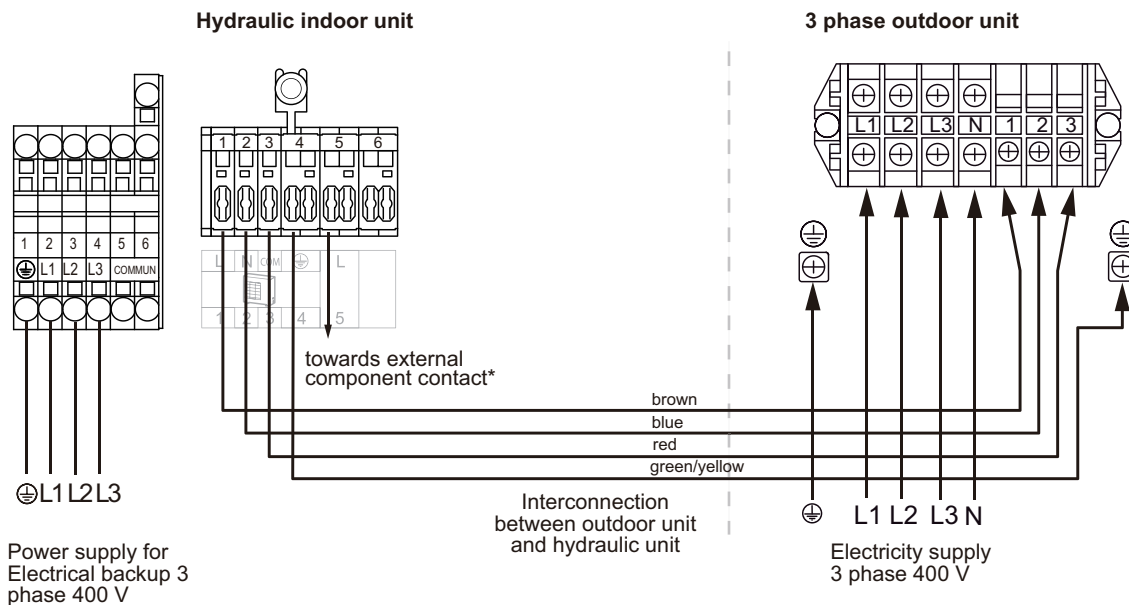 Hydraulic indoor unit
3 phase outdoor unit
L1 L2 L3 N 1 2 3
1 2 3 4 5 6
1 2 3 4 5 6
L1 L2 L3 COMMUN
L N COM L
1 2 3 4 5
towards external
component contact*
brown
blue
red
green/yellow
L1 L2 L3
Interconnection
between outdoor unit
and hydraulic unit
L1 L2 L3 N
Power supply for
Electrical backup 3
phase 400 V
Electricity supply
3 phase 400 V